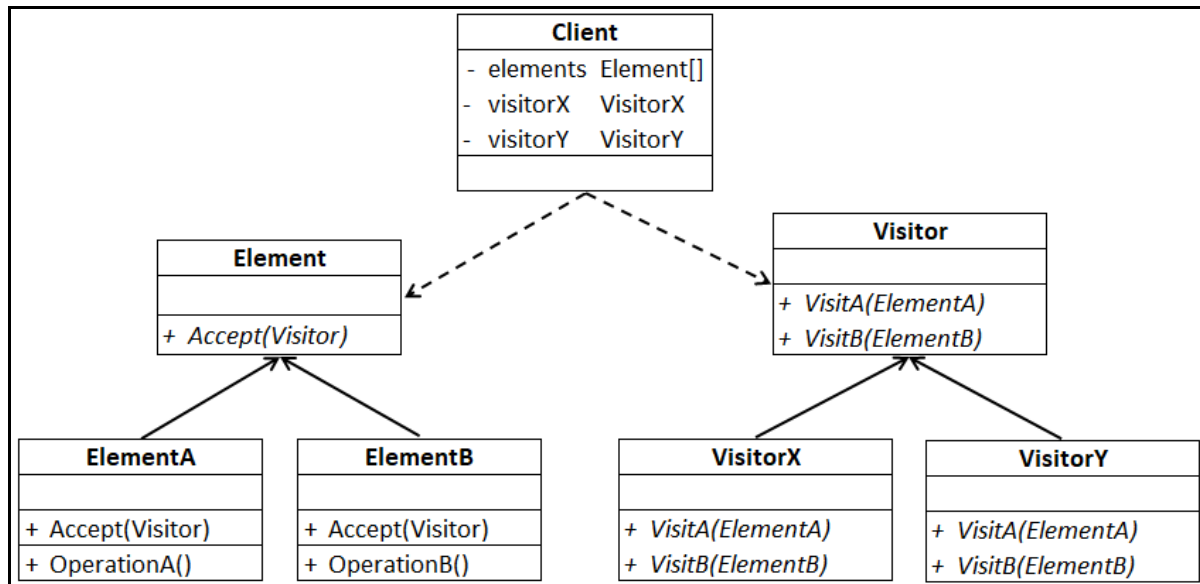 Client
- elements Element[]
- visitorX VisitorX
- visitorY VisitorY
Element
+ Accept(Visitor)
Visitor
+ VisitA(ElementA)
+ VisitB(ElementB)
ElementA
+ Accept(Visitor)
+ OperationA()
ElementB
+ Accept(Visitor)
+ OperationB()
VisitorX
+ VisitA(ElementA)
+ VisitB(ElementB)
VisitorY
+ VisitA(ElementA)
+ VisitB(ElementB)